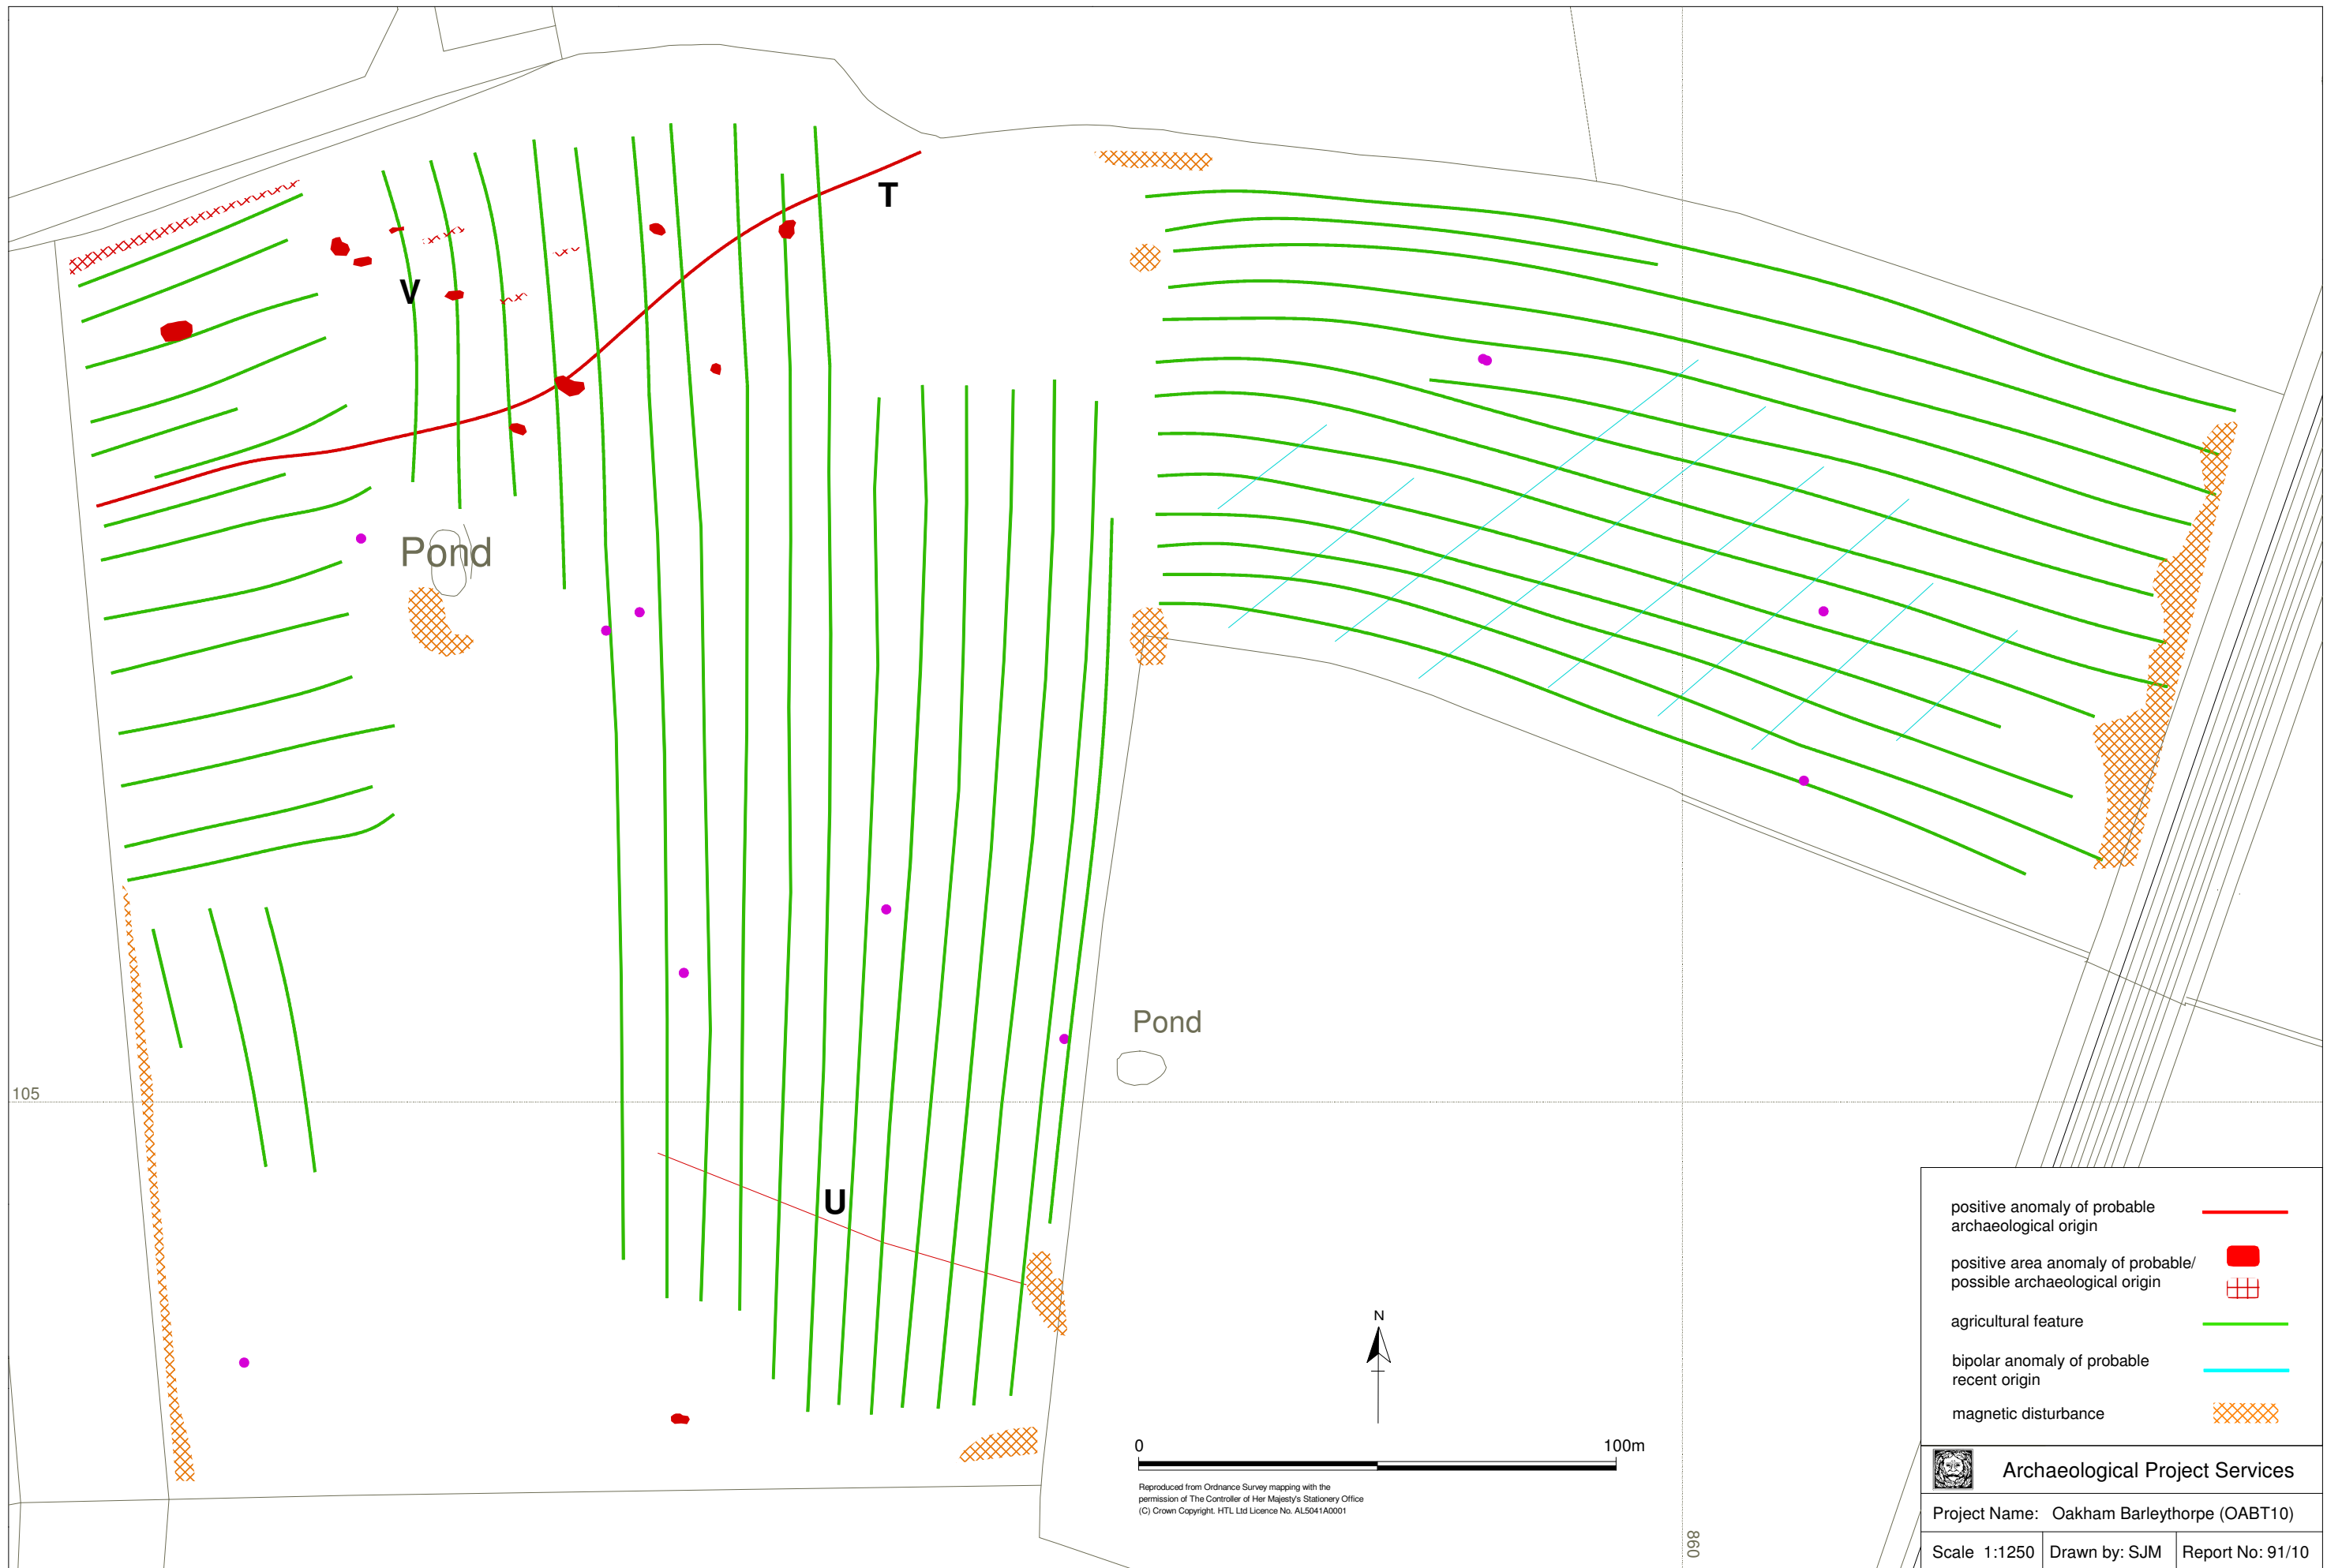 T
V
Pond
Pond
105
U
N
0 100m
Reproduced from Ordnance Survey mapping with the
permission of The Controller of Her Majesty's Stationery Office
(C) Crown Copyright. HTL Ltd Licence No. AL5041A0001
860
positive anomaly of probable
archaeological origin
positive area anomaly of probable/
possible archaeological origin
agricultural feature
bipolar anomaly of probable
recent origin
magnetic disturbance
Archaeological Project Services
Project Name: Oakham Barleythorpe (OABT10)
Scale 1:1250 Drawn by: SJM Report No: 91/10